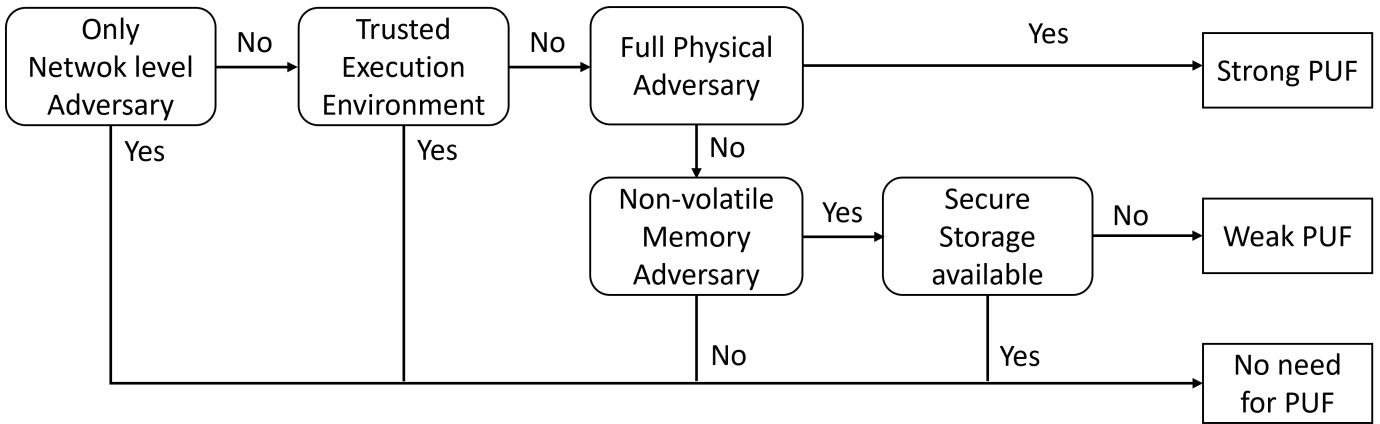 Only
Netwok level
Adversary
No
Trusted
Execution
Environment
No
Full Physical
Adversary
Yes
Strong PUF
Yes
Yes
No
Non-volatile
Memory
Adversary
Yes
Secure
Storage
available
No
Weak PUF
No
Yes
No need
for PUF